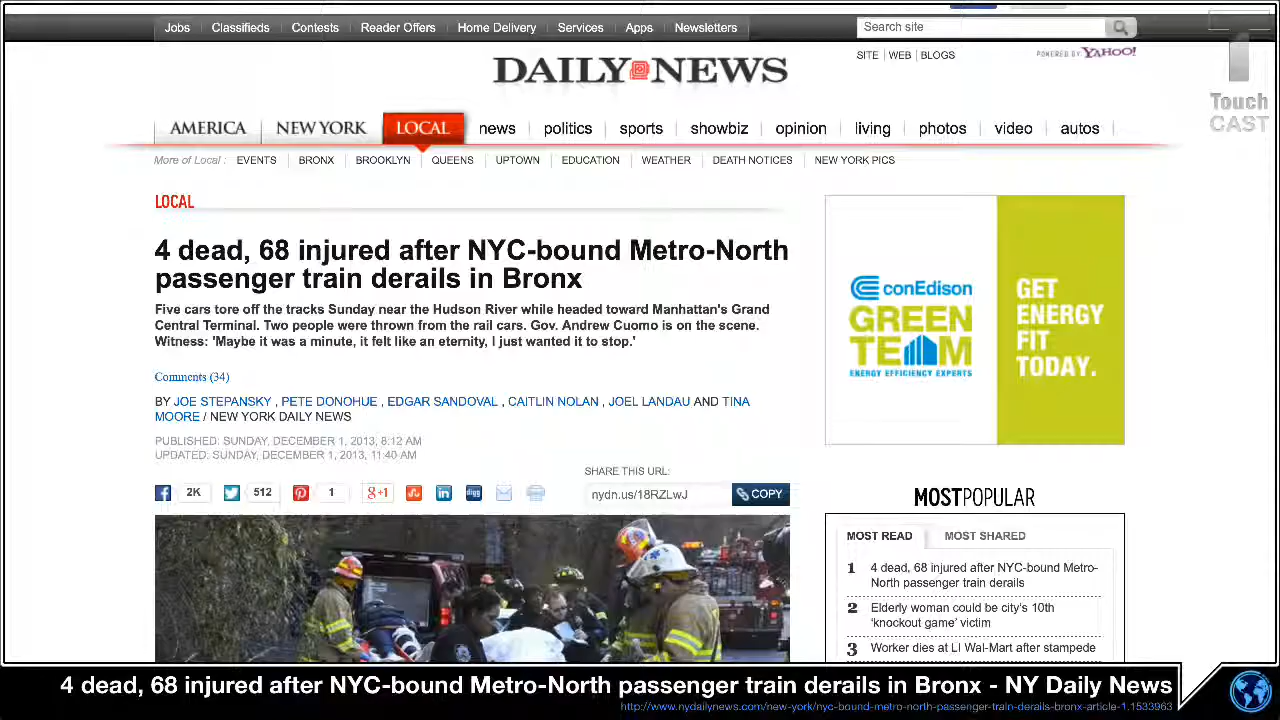 Jobs Classifieds Contests Reader Offers Home Delivery Services Apps Newsletters
Search site
SITE WEB BLOGS
POWERED BY YAHOO!
DAILY NEWS
Touch
CAST
AMERICA NEW YORK LOCAL news politics sports showbiz opinion living photos video autos
More of Local : EVENTS BRONX BROOKLYN QUEENS UPTOWN EDUCATION WEATHER DEATH NOTICES NEW YORK PICS
LOCAL
4 dead, 68 injured after NYC-bound Metro-North
passenger train derails in Bronx
Five cars tore off the tracks Sunday near the Hudson River while headed toward Manhattan's Grand
Central Terminal. Two people were thrown from the rail cars. Gov. Andrew Cuomo is on the scene.
Witness: 'Maybe it was a minute, it felt like an eternity, I just wanted it to stop.'
Comments (34)
BY JOE STEPANSKY , PETE DONOHUE , EDGAR SANDOVAL , CAITLIN NOLAN , JOEL LANDAU AND TINA
MOORE / NEW YORK DAILY NEWS
PUBLISHED: SUNDAY, DECEMBER 1, 2013, 8:12 AM
UPDATED: SUNDAY, DECEMBER 1, 2013, 11:40 AM
SHARE THIS URL:
2K 512 1 g+1 digg
nydn.us/18RZLwJ COPY
conEdison
GREEN
TEAM
ENERGY EFFICIENCY EXPERTS
GET
ENERGY
FIT
TODAY.
MOSTPOPULAR
MOST READ MOST SHARED
1 4 dead, 68 injured after NYC-bound Metro-
North passenger train derails
2 Elderly woman could be city's 10th
'knockout game' victim
3 Worker dies at LI Wal-Mart after stampede
4 dead, 68 injured after NYC-bound Metro-North passenger train derails in Bronx - NY Daily News
http://www.nydailynews.com/new-york/nyc-bound-metro-north-passenger-train-derails-bronx-article-1.1533963